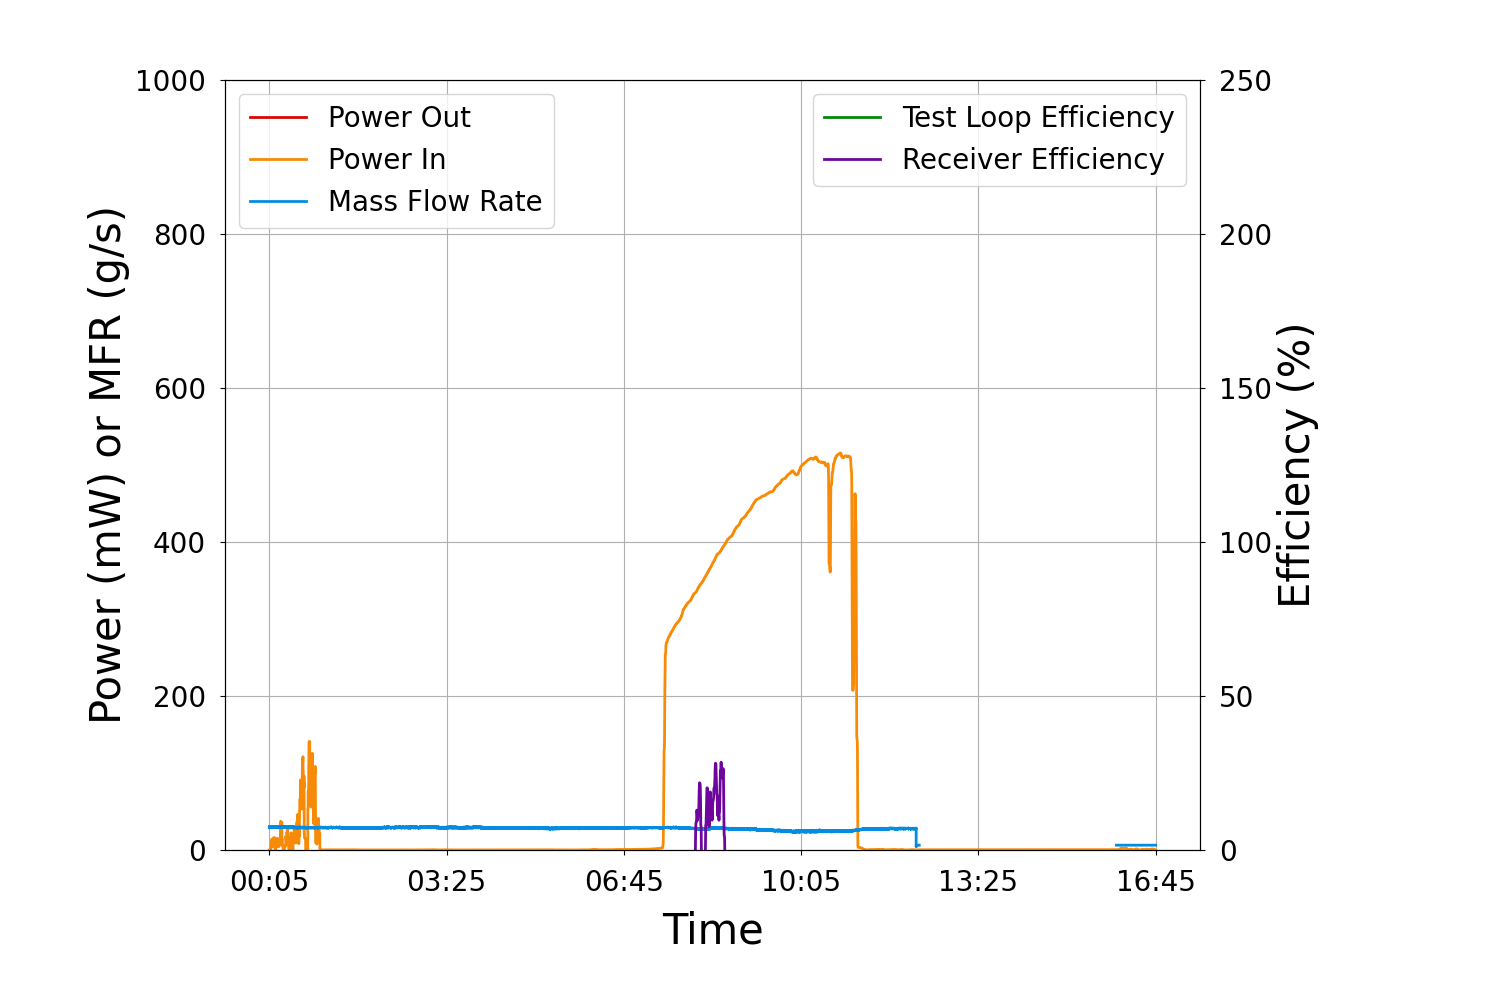 1000
800
600
400
200
0
Power (mW) or MFR (g/s)
Power Out
Power In
Mass Flow Rate
Test Loop Efficiency
Receiver Efficiency
250
200
150
100
50
0
Efficiency (%)
00:05 03:25 06:45 10:05 13:25 16:45
Time